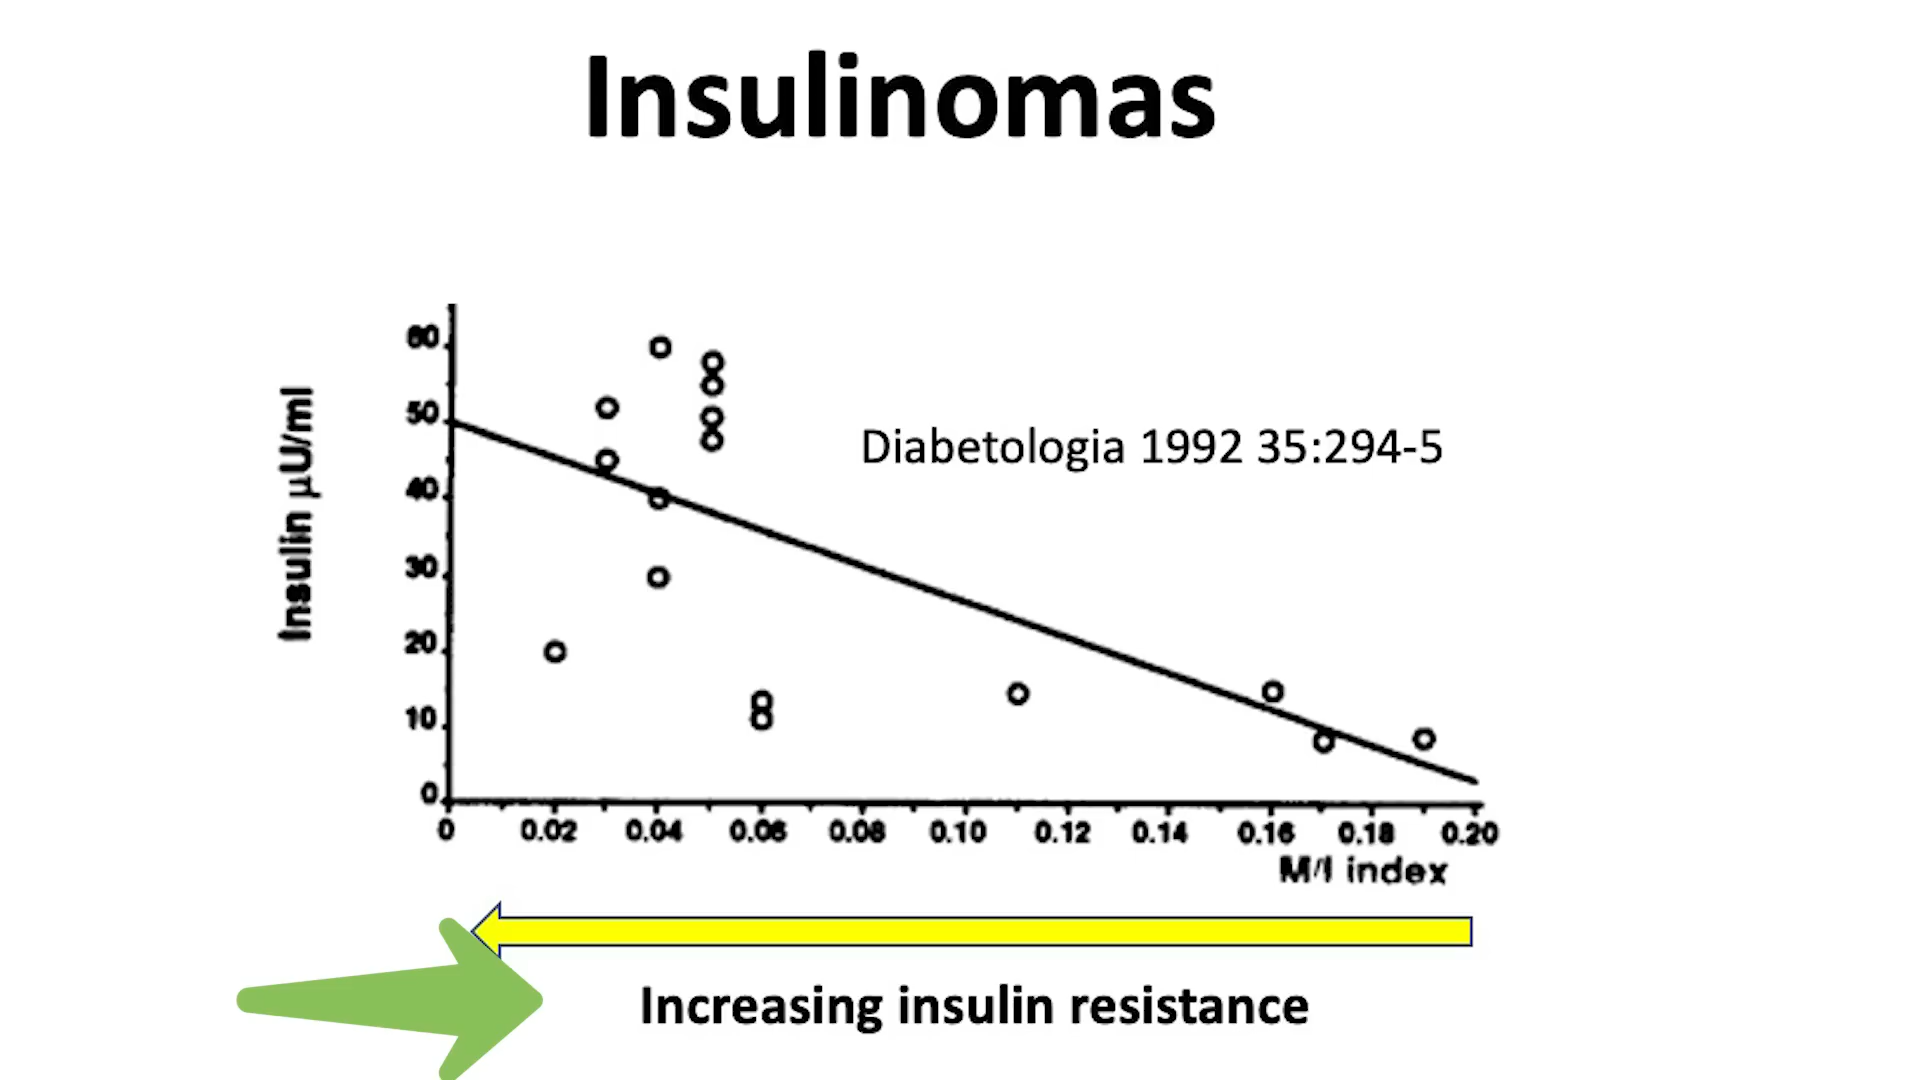 Insulinomas
Insulin µU/ml
60
50
40
30
20
10
0
Diabetologia 1992 35:294-5
0 0.02 0.04 0.06 0.08 0.10 0.12 0.14 0.16 0.18 0.20
M/I index
Increasing insulin resistance